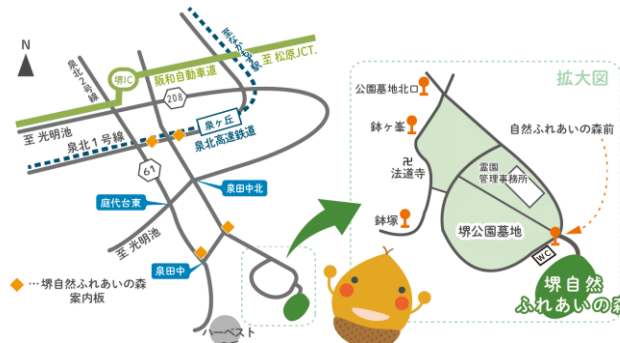 N
堺IC
阪和自動車道
至 松原JCT.
至なかもず駅
泉北2号線
208
至 光明池
泉北1号線
泉ヶ丘
泉北高速鉄道
61
泉田中北
庭代台東
至 光明池
泉田中
◆…堺自然ふれあいの森
案内板
ハーベスト
拡大図
公園墓地北口
鉢ヶ峯
自然ふれあいの森前
卍
法道寺
霊園
管理事務所
鉢塚
堺公園墓地
WC
堺自然
ふれあいの森